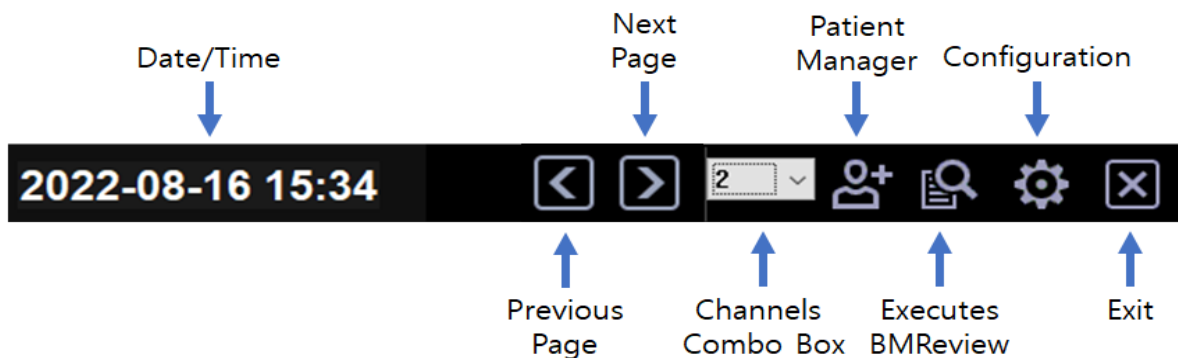 Date/Time
Next
Page
Patient
Manager
Configuration
2022-08-16 15:34
2
Previous
Page
Channels
Combo Box
Executes
BMReview
Exit